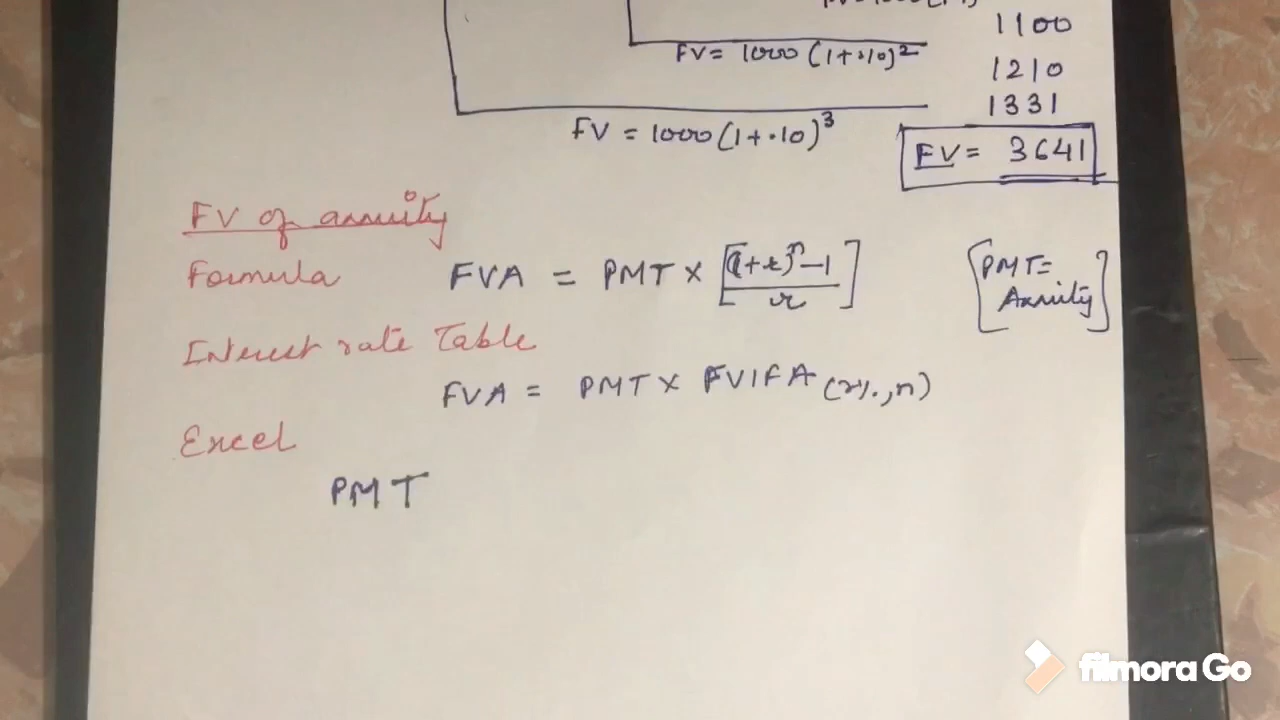 1100
FV = 1000 (1+.10)²
1210
1331
FV = 1000 (1+.10)³
FV = 3641
FV of annuity
Formula FVA = PMT × [(1+r)ⁿ-1 / r] [PMT = Annuity]
Interest rate Table
FVA = PMT × FVIFA (r%,n)
Excel
PMT
filmora Go